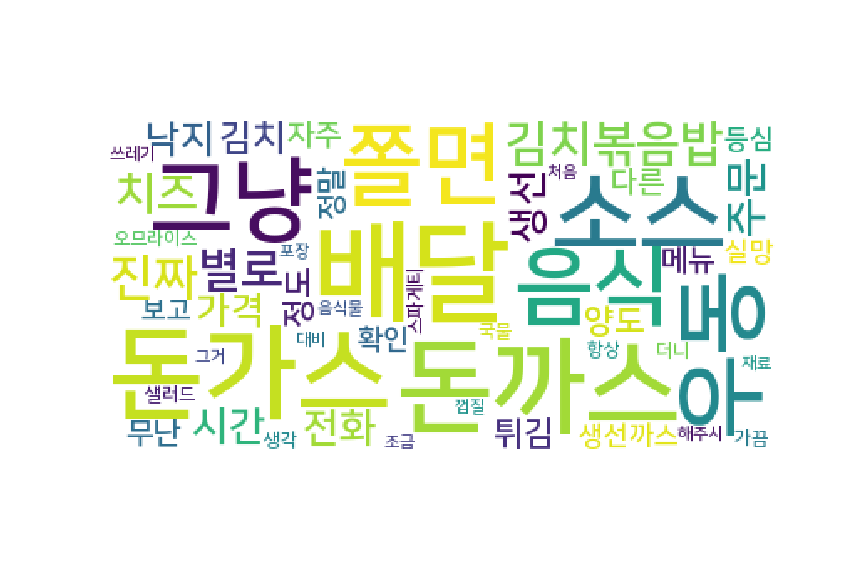 낙지
김치
자주
쫄면
김치볶음밥
등심
쓰레기
치즈
그냥
정말
생선
처음
다른
소스
주문
오므라이스
진짜
별로
포장
배달
음식
메뉴
실망
정도
스파게티
보고
가격
음식물
확인
국물
양도
우동
돈가스
돈까스
그거
대비
항상
더니
재료
샐러드
껍질
무난
시간
생각
전화
조금
튀김
생선까스
해주시
가끔